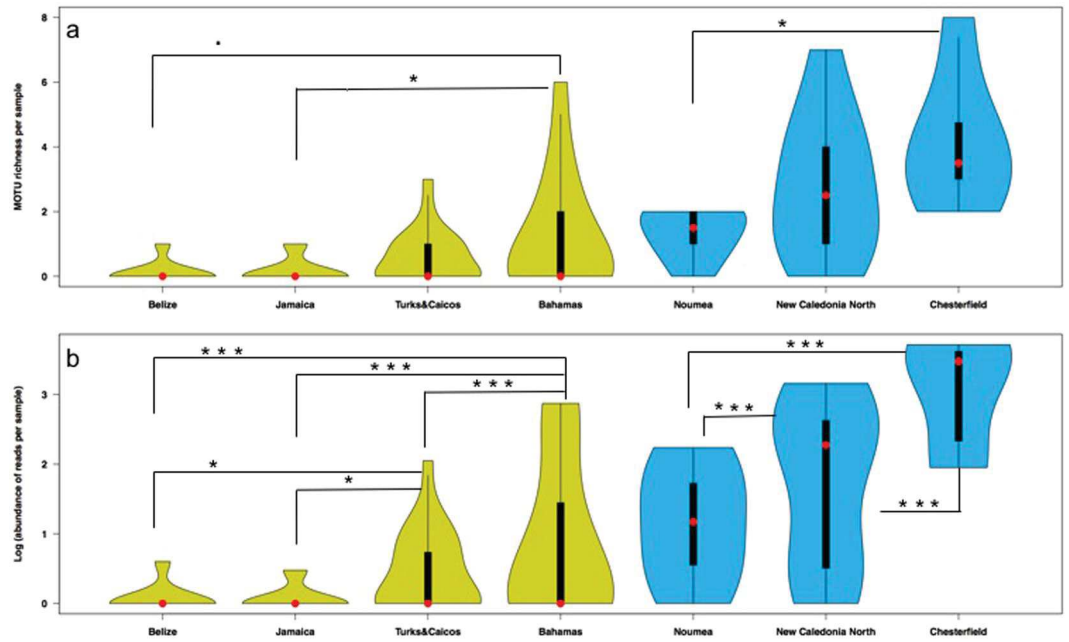 a
MOTU richness per sample
8
6
4
2
0
.
*
*
Belize Jamaica Turks&Caicos Bahamas Noumea New Caledonia North Chesterfield
b
Log (abundance of reads per sample)
3
2
1
0
* * *
* * *
* * *
*
*
* * *
* * *
* * *
Belize Jamaica Turks&Caicos Bahamas Noumea New Caledonia North Chesterfield